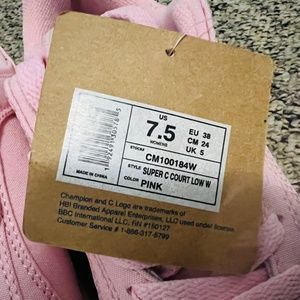 US
7.5
WOMENS
EU 38
CM 24
UK 5
STOCK#
CM100184W
STYLE
SUPER C COURT LOW W
COLOR
PINK
MADE IN CHINA
Champion and C Logo are trademarks of
HBI Branded Apparel Enterprises, LLC used under license.
BBC International LLC, RN #150127
Customer Service 1-866-317-5799